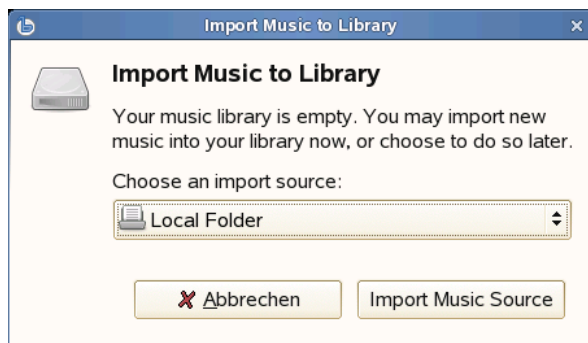 Import Music to Library
Import Music to Library
Your music library is empty. You may import new
music into your library now, or choose to do so later.
Choose an import source:
Local Folder
Abbrechen
Import Music Source